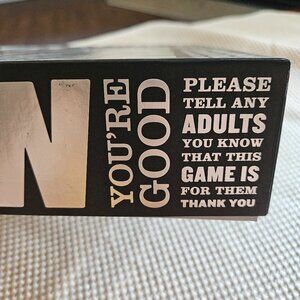 N
YOU'RE
GOOD
PLEASE
TELL ANY
ADULTS
YOU KNOW
THAT THIS
GAME IS
FOR THEM
THANK YOU